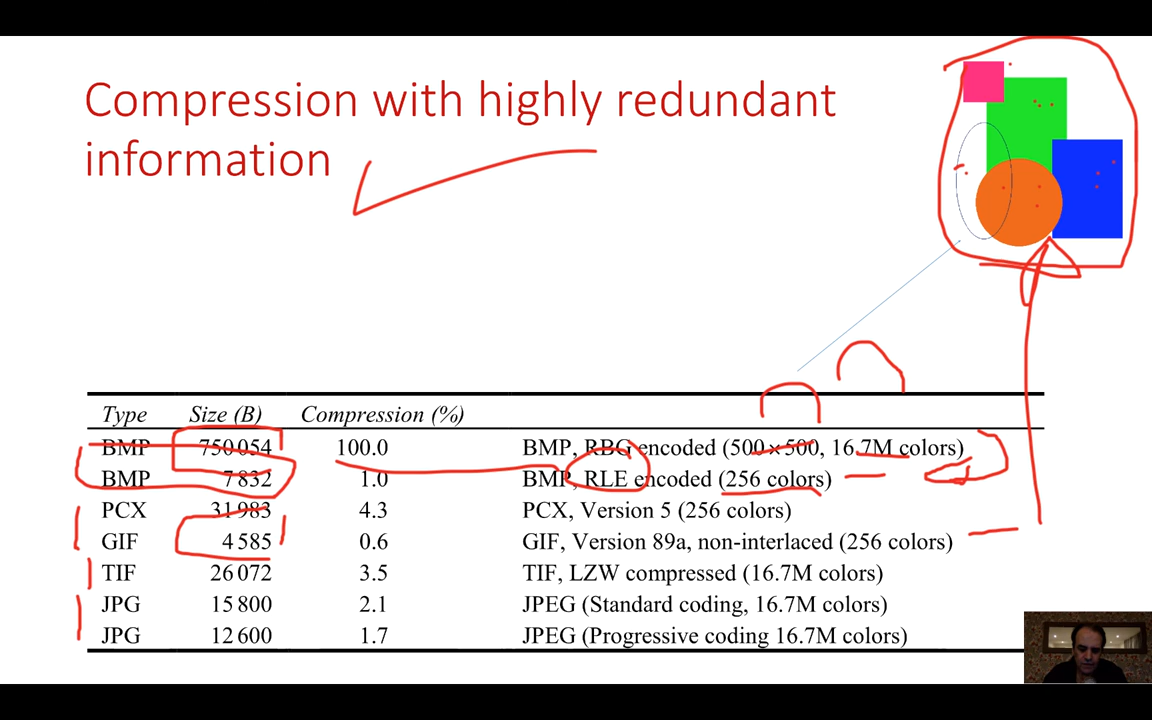 Compression with highly redundant
information
Type Size (B) Compression (%)
BMP 750 054 100.0 BMP, RBG encoded (500 × 500, 16.7M colors)
BMP 7 832 1.0 BMP, RLE encoded (256 colors)
PCX 31 983 4.3 PCX, Version 5 (256 colors)
GIF 4 585 0.6 GIF, Version 89a, non-interlaced (256 colors)
TIF 26 072 3.5 TIF, LZW compressed (16.7M colors)
JPG 15 800 2.1 JPEG (Standard coding, 16.7M colors)
JPG 12 600 1.7 JPEG (Progressive coding 16.7M colors)